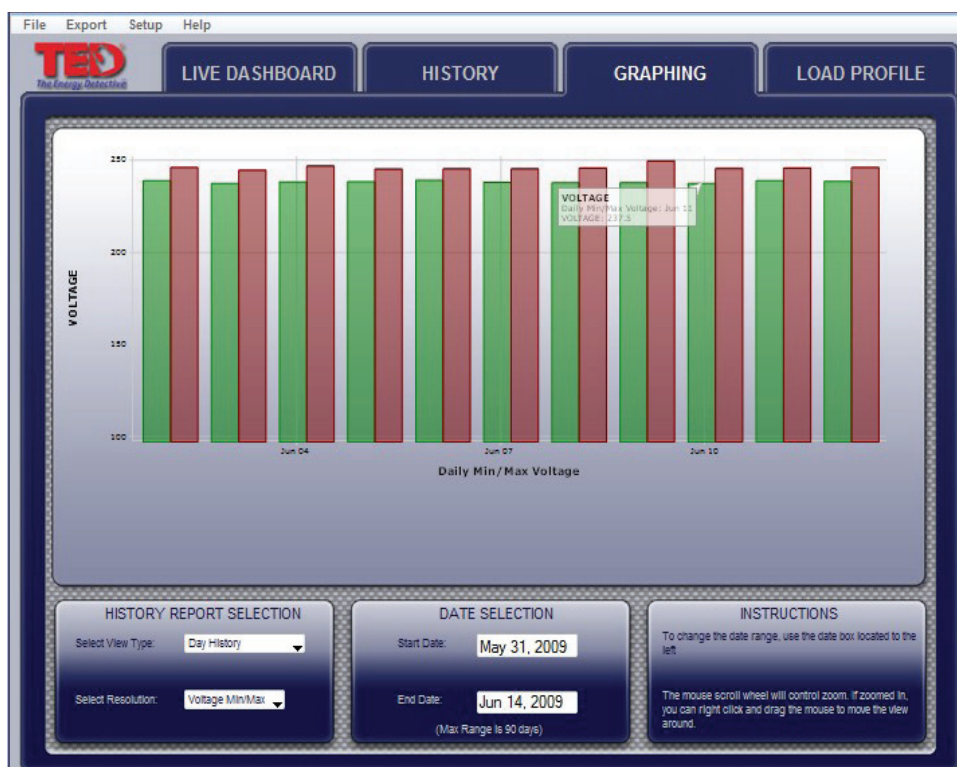 File Export Setup Help
TED
The Energy Detective
LIVE DASHBOARD
HISTORY
GRAPHING
LOAD PROFILE
250
200
150
100
VOLTAGE
VOLTAGE
Daily Min/Max Voltage: Jun 11
VOLTAGE: 237.5
Jun 04
Jun 07
Jun 10
Daily Min/Max Voltage
HISTORY REPORT SELECTION
Select View Type: Day History
Select Resolution: Voltage Min/Max
DATE SELECTION
Start Date: May 31, 2009
End Date: Jun 14, 2009
(Max Range is 90 days)
INSTRUCTIONS
To change the date range, use the date box located to the
left
The mouse scroll wheel will control zoom. If zoomed in,
you can right click and drag the mouse to move the view
around.